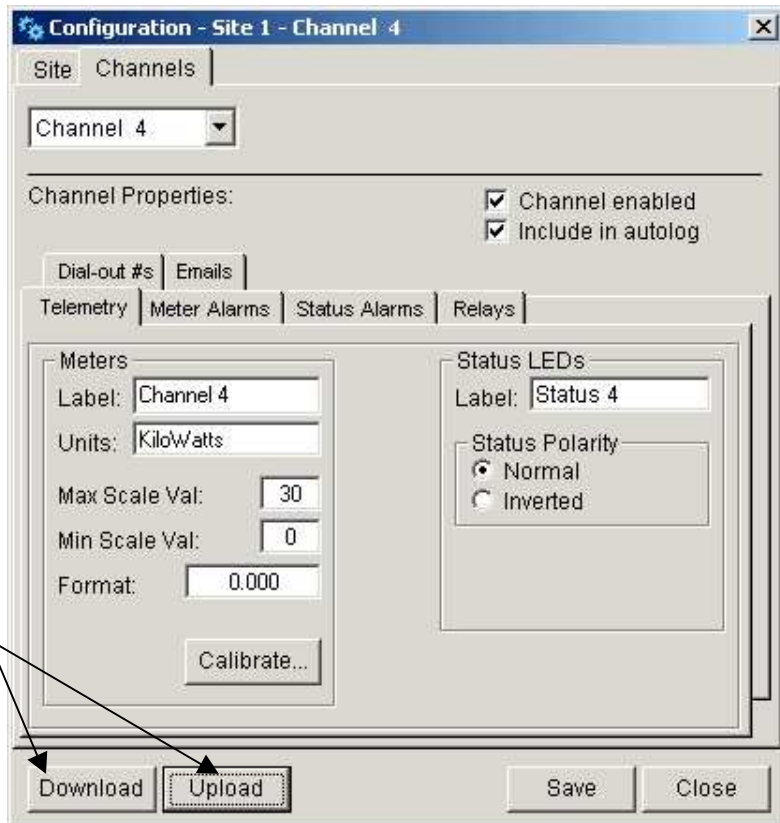 Configuration - Site 1 - Channel 4
Site Channels
Channel 4
Channel Properties:
Channel enabled
Include in autolog
Dial-out #s Emails
Telemetry Meter Alarms Status Alarms Relays
Meters
Label: Channel 4
Units: KiloWatts
Max Scale Val: 30
Min Scale Val: 0
Format: 0.000
Calibrate...
Status LEDs
Label: Status 4
Status Polarity
Normal
Inverted
Download Upload Save Close